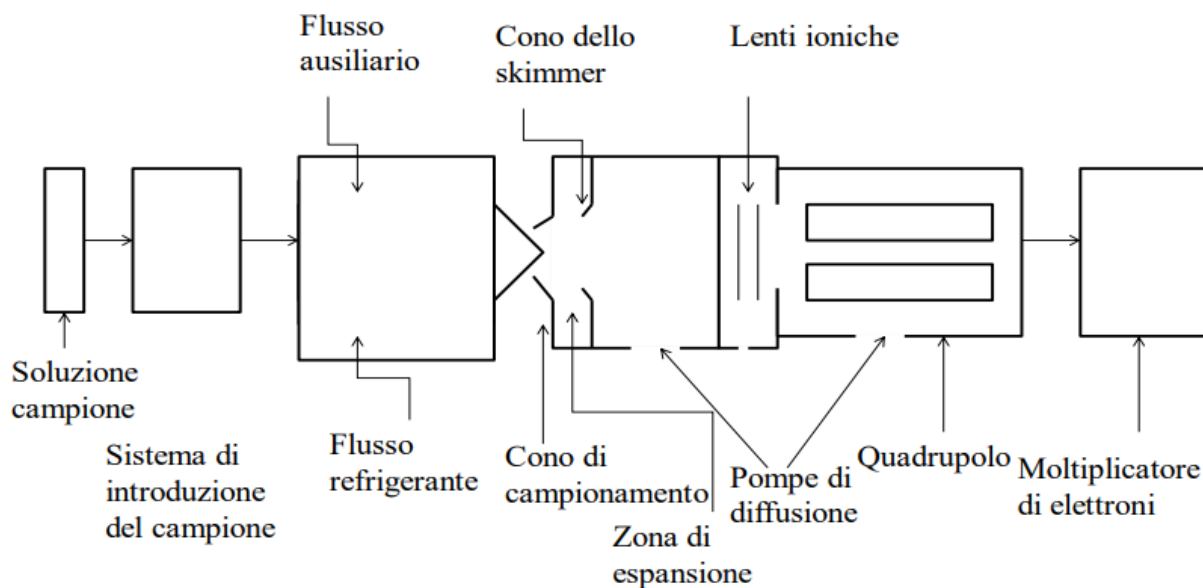 Flusso
ausiliario
Cono dello
skimmer
Lenti ioniche
Soluzione
campione
Sistema di
introduzione
del campione
Flusso
refrigerante
Cono di
campionamento
Zona di
espansione
Pompe di
diffusione
Quadrupolo
Moltiplicatore
di elettroni